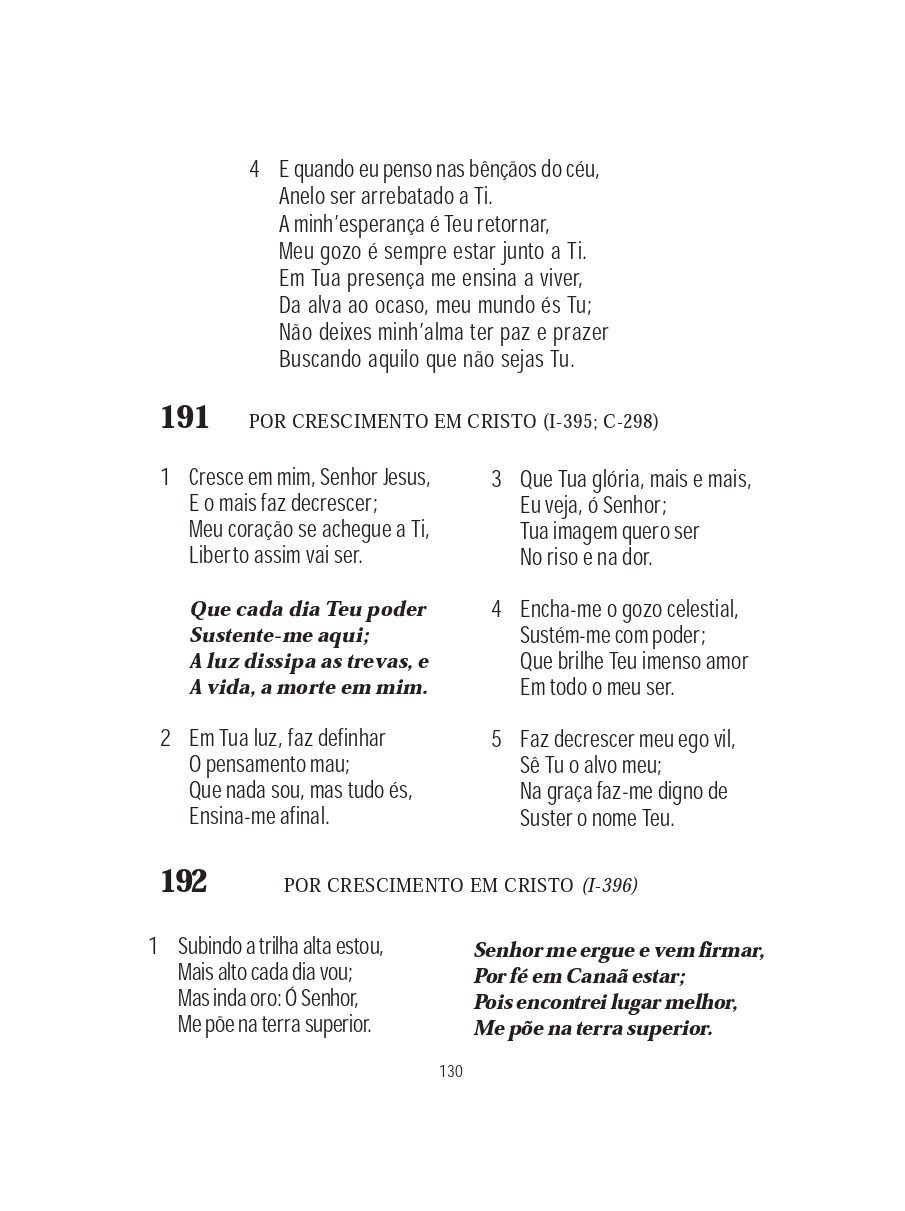 4 E quando eu penso nas bênçãos do céu,
Anelo ser arrebatado a Ti.
A minh’esperança é Teu retornar,
Meu gozo é sempre estar junto a Ti.
Em Tua presença me ensina a viver,
Da alva ao ocaso, meu mundo és Tu;
Não deixes minh’alma ter paz e prazer
Buscando aquilo que não sejas Tu.
191 POR CRESCIMENTO EM CRISTO (I-395; C-298)
1 Cresce em mim, Senhor Jesus,
E o mais faz decrescer;
Meu coração se achegue a Ti,
Liberto assim vai ser.
Que cada dia Teu poder
Sustente-me aqui;
A luz dissipa as trevas, e
A vida, a morte em mim.
2 Em Tua luz, faz definhar
O pensamento mau;
Que nada sou, mas tudo és,
Ensina-me afinal.
3 Que Tua glória, mais e mais,
Eu veja, ó Senhor;
Tua imagem quero ser
No riso e na dor.
4 Encha-me o gozo celestial,
Sustém-me com poder;
Que brilhe Teu imenso amor
Em todo o meu ser.
5 Faz decrescer meu ego vil,
Sê Tu o alvo meu;
Na graça faz-me digno de
Suster o nome Teu.
192 POR CRESCIMENTO EM CRISTO (I-396)
1 Subindo a trilha alta estou,
Mais alto cada dia vou;
Mas inda oro: Ó Senhor,
Me põe na terra superior.
Senhor me ergue e vem firmar,
Por fé em Canaã estar;
Pois encontrei lugar melhor,
Me põe na terra superior.
130